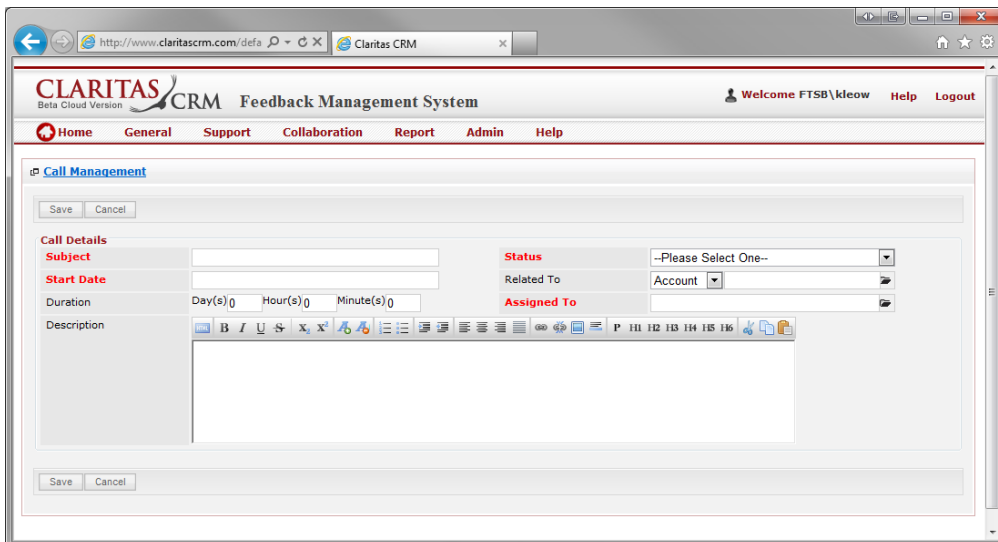 http://www.claritascrm.com/defa
Claritas CRM
CLARITAS CRM Feedback Management System
Beta Cloud Version
Welcome FTSB\kleow Help Logout
Home General Support Collaboration Report Admin Help
Call Management
Save Cancel
Call Details
Subject Status --Please Select One--
Start Date Related To Account
Duration Day(s) 0 Hour(s) 0 Minute(s) 0 Assigned To
Description
B I U S X₂ X² P H1 H2 H3 H4 H5 H6
Save Cancel